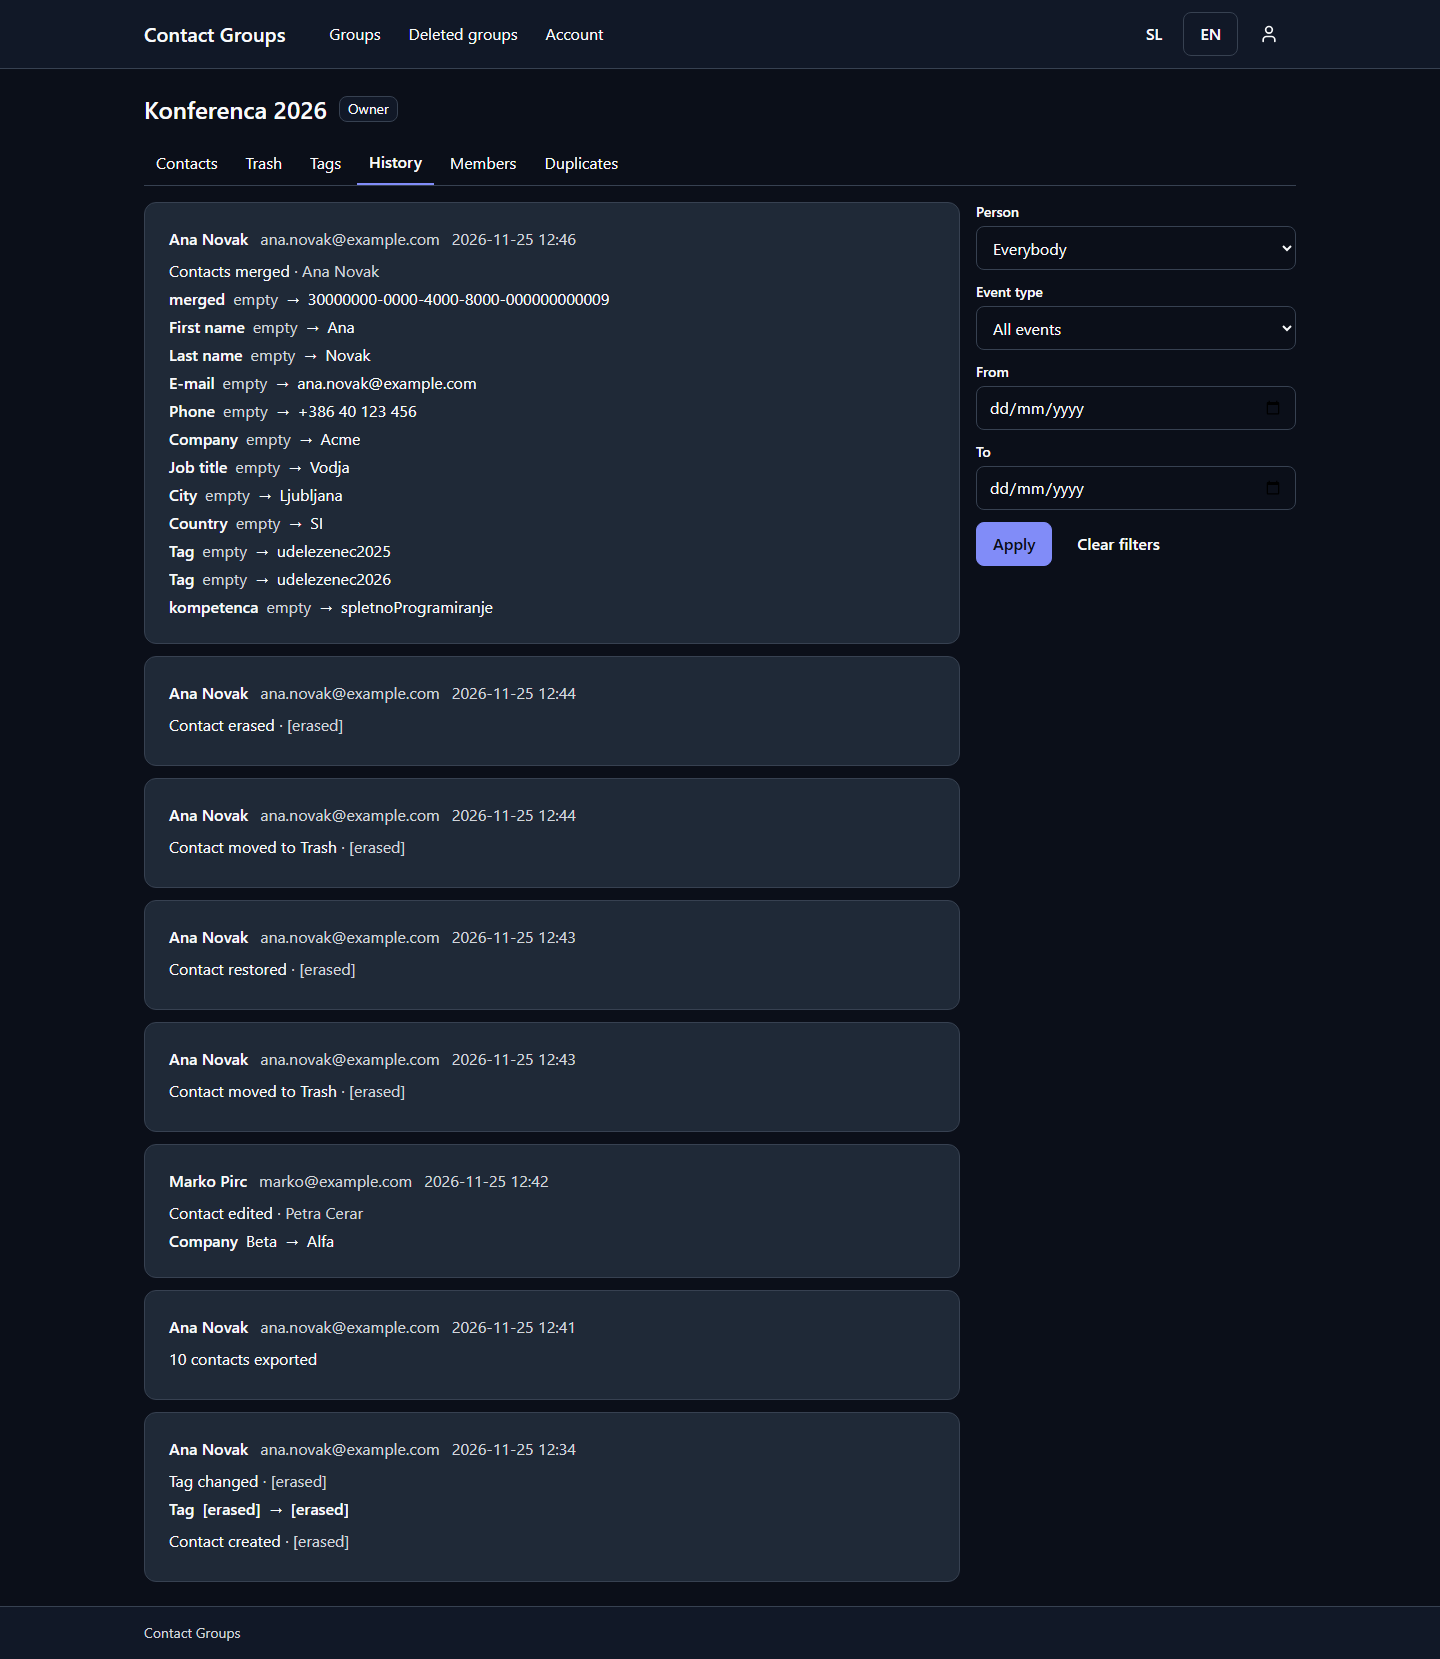 Contact Groups Groups Deleted groups Account SL EN
Konferenca 2026 Owner
Contacts Trash Tags History Members Duplicates
Ana Novak ana.novak@example.com 2026-11-25 12:46
Contacts merged · Ana Novak
merged empty → 30000000-0000-4000-8000-000000000009
First name empty → Ana
Last name empty → Novak
E-mail empty → ana.novak@example.com
Phone empty → +386 40 123 456
Company empty → Acme
Job title empty → Vodja
City empty → Ljubljana
Country empty → SI
Tag empty → udelezenec2025
Tag empty → udelezenec2026
kompetenca empty → spletnoProgramiranje
Ana Novak ana.novak@example.com 2026-11-25 12:44
Contact erased · [erased]
Ana Novak ana.novak@example.com 2026-11-25 12:44
Contact moved to Trash · [erased]
Ana Novak ana.novak@example.com 2026-11-25 12:43
Contact restored · [erased]
Ana Novak ana.novak@example.com 2026-11-25 12:43
Contact moved to Trash · [erased]
Marko Pirc marko@example.com 2026-11-25 12:42
Contact edited · Petra Cerar
Company Beta → Alfa
Ana Novak ana.novak@example.com 2026-11-25 12:41
10 contacts exported
Ana Novak ana.novak@example.com 2026-11-25 12:34
Tag changed · [erased]
Tag [erased] → [erased]
Contact created · [erased]
Person
Everybody
Event type
All events
From
dd/mm/yyyy
To
dd/mm/yyyy
Apply Clear filters
Contact Groups